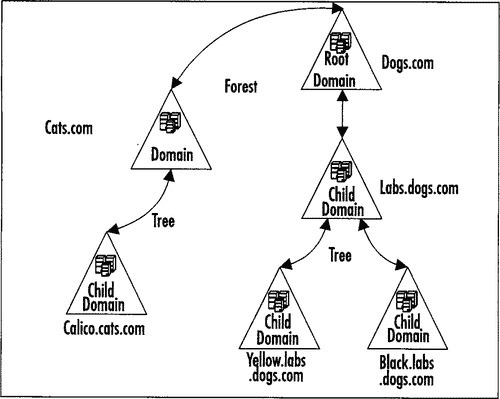 Root
Domain
Dogs.com
Forest
Cats.com
Domain
Child
Domain
Labs.dogs.com
Tree
Tree
Child
Domain
Calico.cats.com
Child
Domain
Yellow.labs
.dogs.com
Child
Domain
Black.labs
.dogs.com